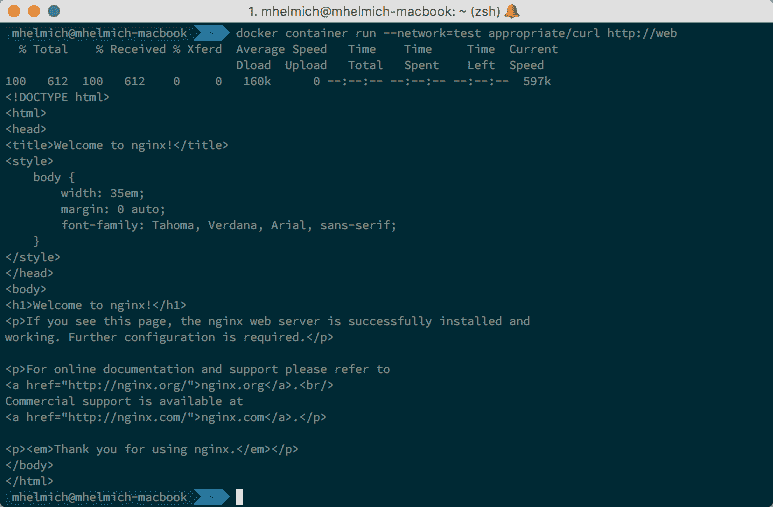 1. mhelmich@mhelmich-macbook: ~ (zsh)
mhelmich@mhelmich-macbook ~ docker container run --network=test appropriate/curl http://web
  % Total    % Received % Xferd  Average Speed   Time    Time     Time  Current
                                 Dload  Upload   Total   Spent    Left  Speed
100   612  100   612    0     0   160k      0 --:--:-- --:--:-- --:--:--  597k
<!DOCTYPE html>
<html>
<head>
<title>Welcome to nginx!</title>
<style>
    body {
        width: 35em;
        margin: 0 auto;
        font-family: Tahoma, Verdana, Arial, sans-serif;
    }
</style>
</head>
<body>
<h1>Welcome to nginx!</h1>
<p>If you see this page, the nginx web server is successfully installed and
working. Further configuration is required.</p>

<p>For online documentation and support please refer to
<a href="http://nginx.org/">nginx.org</a>.<br/>
Commercial support is available at
<a href="http://nginx.com/">nginx.com</a>.</p>

<p><em>Thank you for using nginx.</em></p>
</body>
</html>
mhelmich@mhelmich-macbook ~